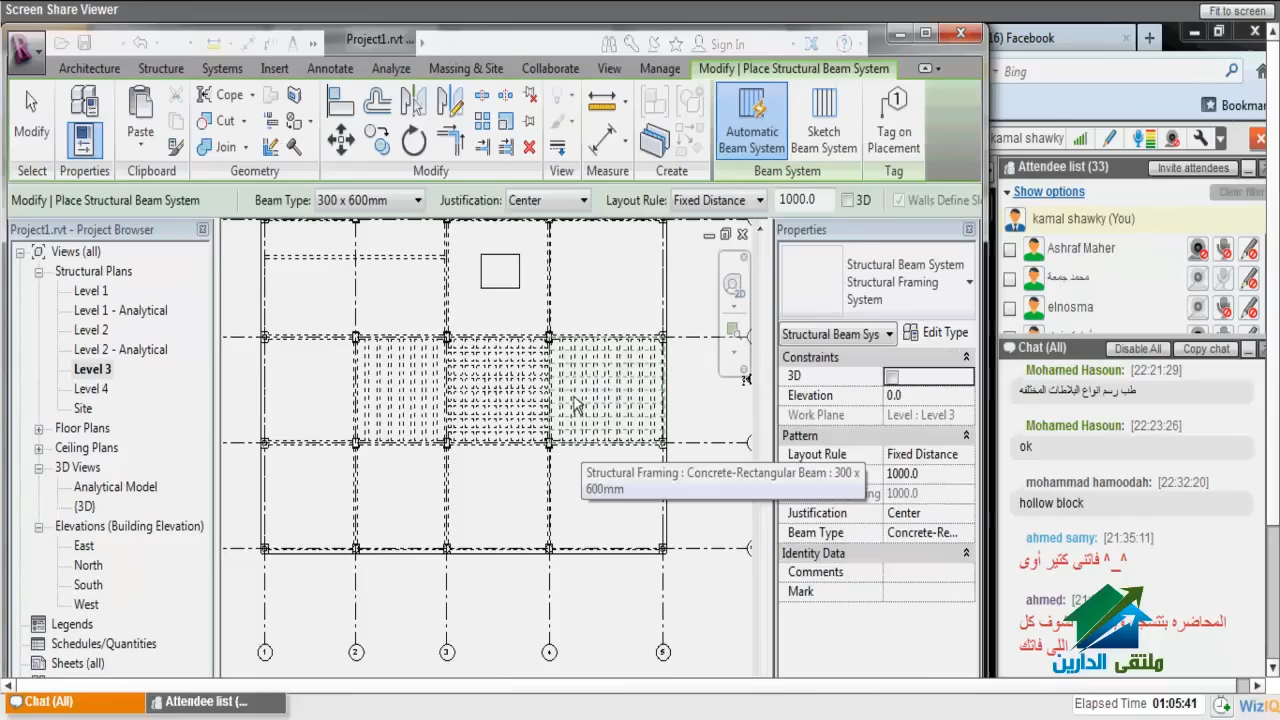 Screen Share Viewer
Fit to screen
Project1.rvt ...
Sign In
16) Facebook
Architecture Structure Systems Insert Annotate Analyze Massing & Site Collaborate View Manage Modify | Place Structural Beam System
Bing
Bookmar
Modify
Paste
Cope
Cut
Join
Automatic
Beam System
Sketch
Beam System
Tag on
Placement
Select Properties Clipboard Geometry Modify View Measure Create Beam System Tag
kamal shawky
Attendee list (33)
Invite attendees
Show options
Clear filter
kamal shawky (You)
Ashraf Maher
محمد جمعة
elnosma
Modify | Place Structural Beam System
Beam Type: 300 x 600mm
Justification: Center
Layout Rule: Fixed Distance
1000.0
3D
Walls Define Sl
Project1.rvt - Project Browser
Views (all)
Structural Plans
Level 1
Level 1 - Analytical
Level 2
Level 2 - Analytical
Level 3
Level 4
Site
Floor Plans
Ceiling Plans
3D Views
Analytical Model
{3D}
Elevations (Building Elevation)
East
North
South
West
Legends
Schedules/Quantities
Sheets (all)
2D
Structural Framing : Concrete-Rectangular Beam : 300 x
600mm
1 2 3 4 5
Properties
Structural Beam System
Structural Framing
System
Structural Beam Sys
Edit Type
Constraints
3D
Elevation 0.0
Work Plane Level : Level 3
Pattern
Layout Rule Fixed Distance
1000.0
1000.0
Justification Center
Beam Type Concrete-Re...
Identity Data
Comments
Mark
Chat (All)
Disable All
Copy chat
Mohamed Hasoun: [22:21:29]
طب رسم انواع البلاطات المختلفه
Mohamed Hasoun: [22:23:26]
ok
mohammad hamoodah: [22:32:20]
hollow block
ahmed samy: [21:35:11]
فاتنى كتير أوى ^_^
ahmed:
ملتقى الدارين
Chat (All)
Attendee list (...
Elapsed Time 01:05:41
WizIQ